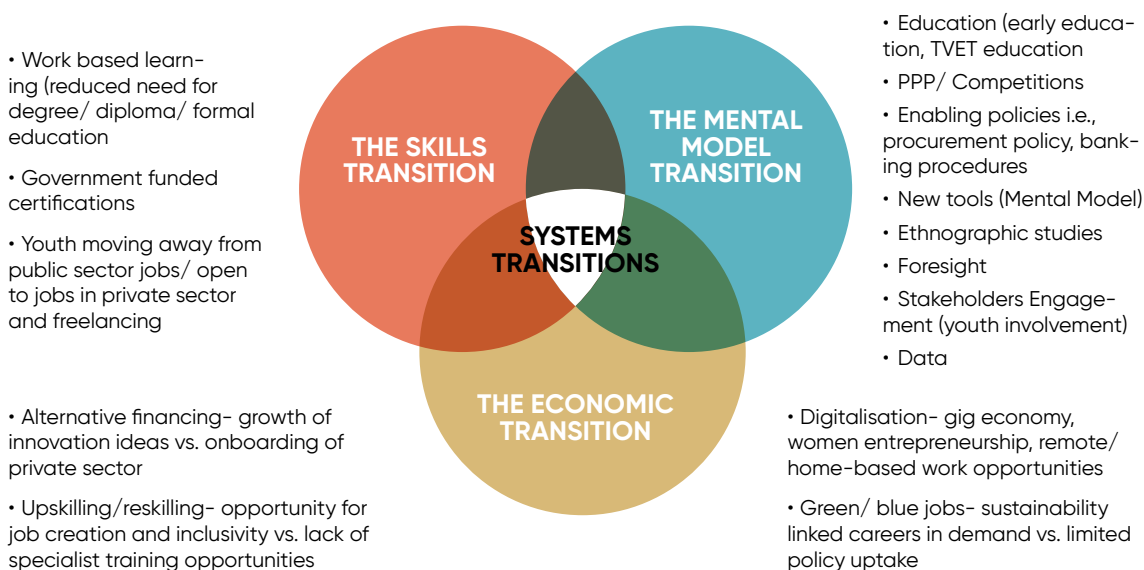 • Work based learn-
ing (reduced need for
degree/ diploma/ formal
education
• Government funded
certifications
• Youth moving away from
public sector jobs/ open
to jobs in private sector
and freelancing
THE SKILLS
TRANSITION
THE MENTAL
MODEL
TRANSITION
SYSTEMS
TRANSITIONS
THE ECONOMIC
TRANSITION
• Education (early educa-
tion, TVET education
• PPP/ Competitions
• Enabling policies i.e.,
procurement policy, bank-
ing procedures
• New tools (Mental Model)
• Ethnographic studies
• Foresight
• Stakeholders Engage-
ment (youth involvement)
• Data
• Alternative financing- growth of
innovation ideas vs. onboarding of
private sector
• Upskilling/reskilling- opportunity for
job creation and inclusivity vs. lack of
specialist training opportunities
• Digitalisation- gig economy,
women entrepreneurship, remote/
home-based work opportunities
• Green/ blue jobs- sustainability
linked careers in demand vs. limited
policy uptake